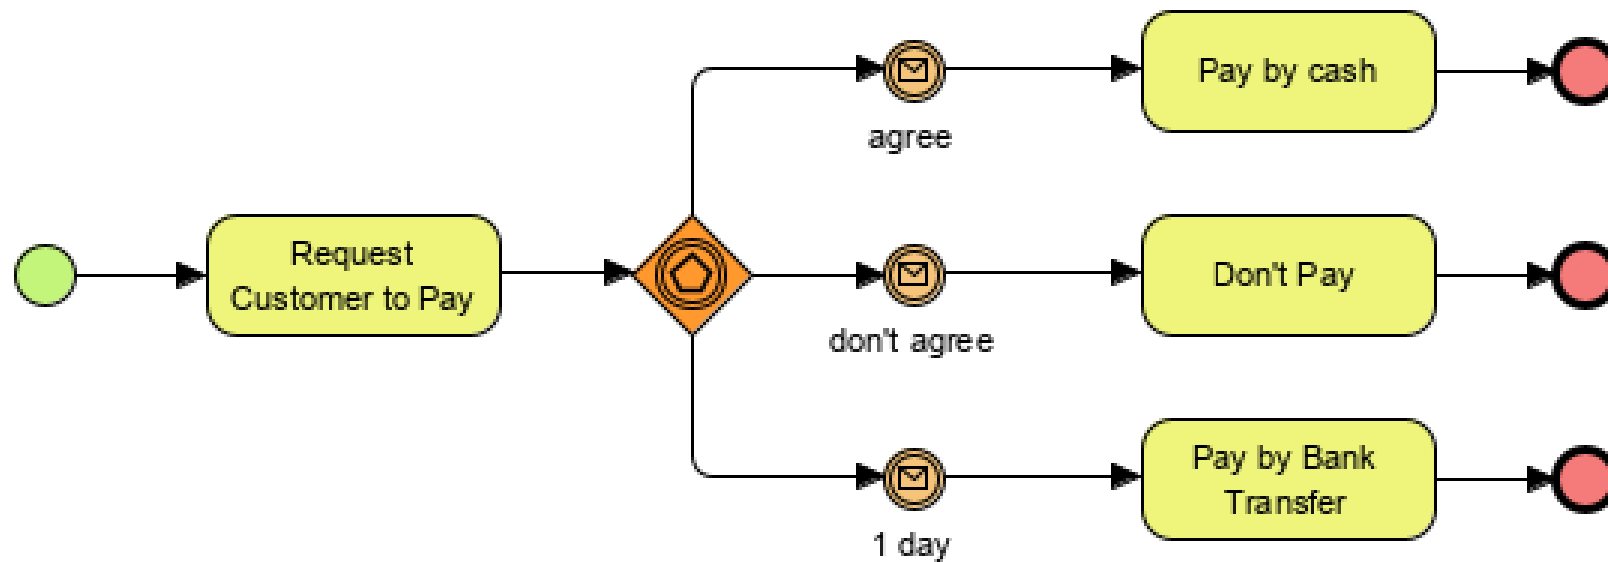 Pay by cash
agree
Request
Customer to Pay
Don't Pay
don't agree
Pay by Bank
Transfer
1 day